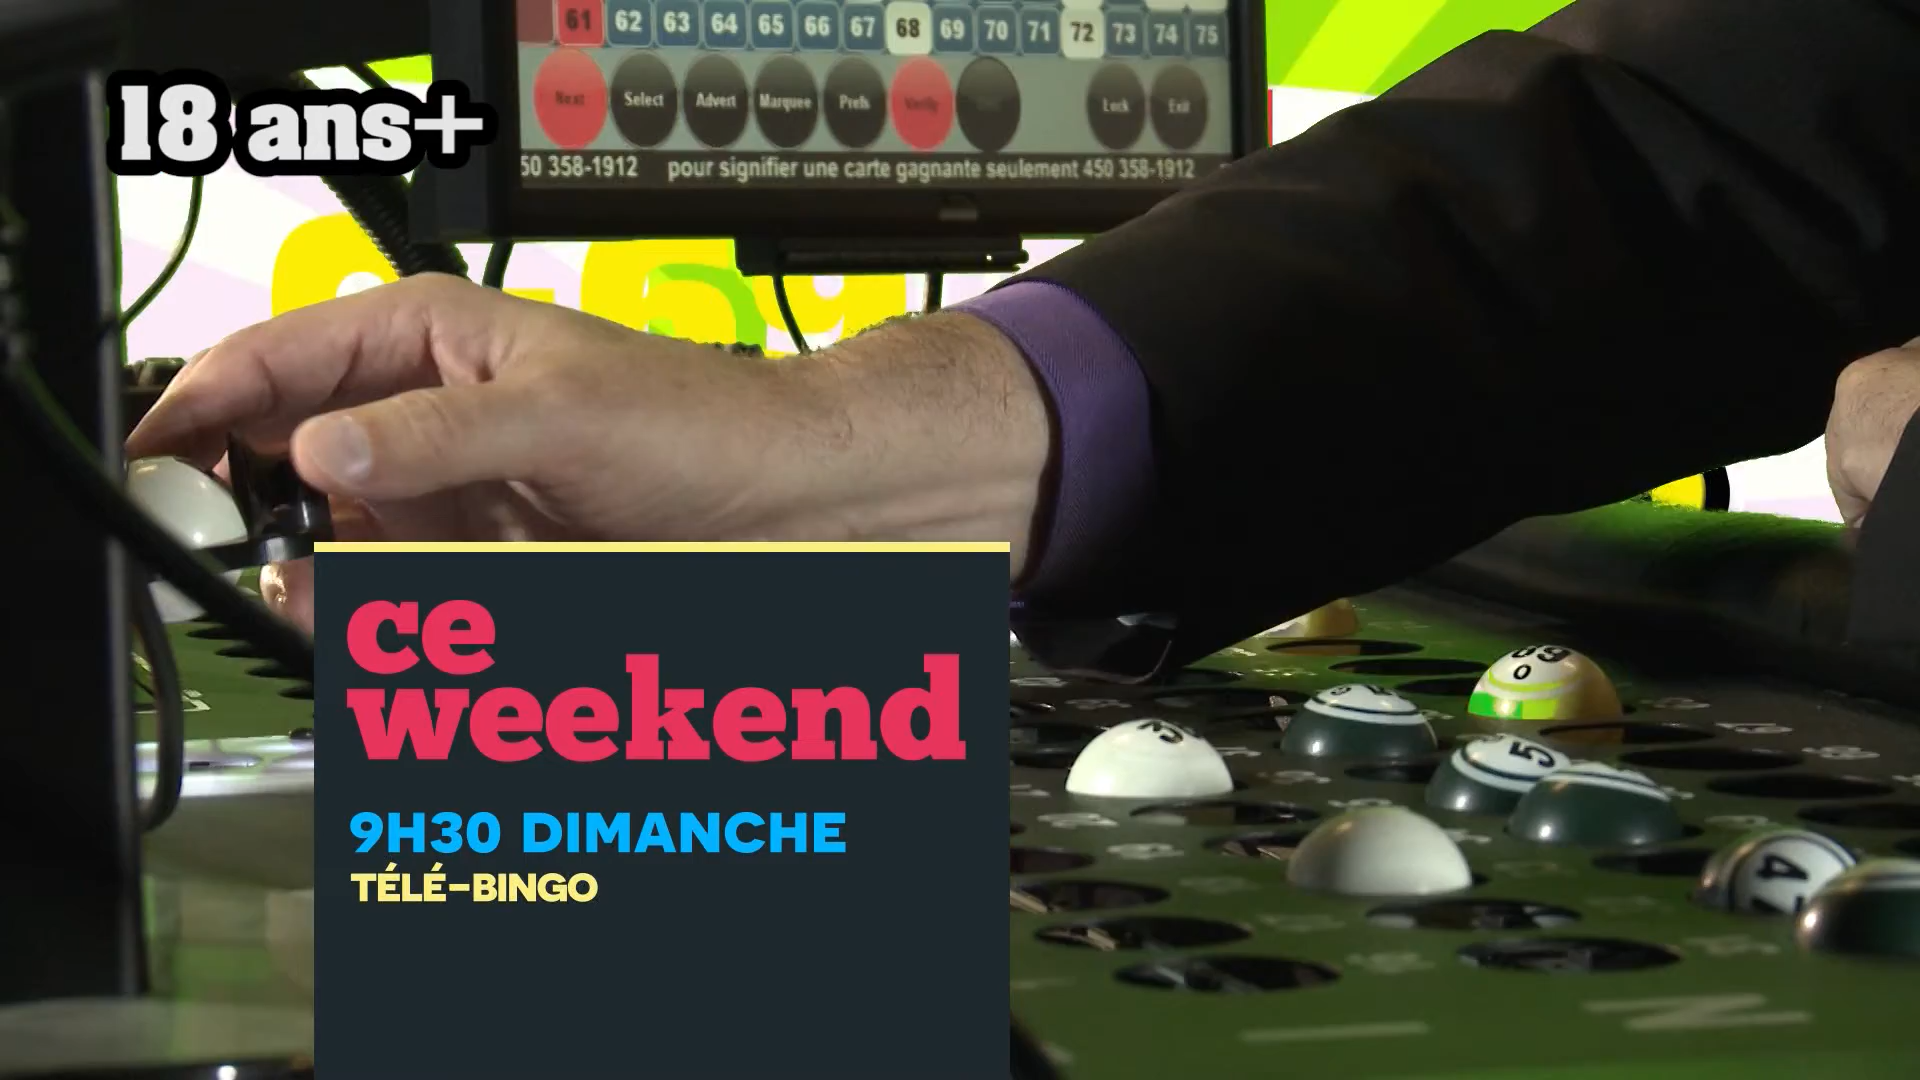 61 62 63 64 65 66 67 68 69 70 71 72 73 74 75
Next Select Advert Marquee Prefs Verify Lock Exit
50 358-1912 pour signifier une carte gagnante seulement 450 358-1912
18 ans+
ce
weekend
9H30 DIMANCHE
TÉLÉ-BINGO
69
O
5